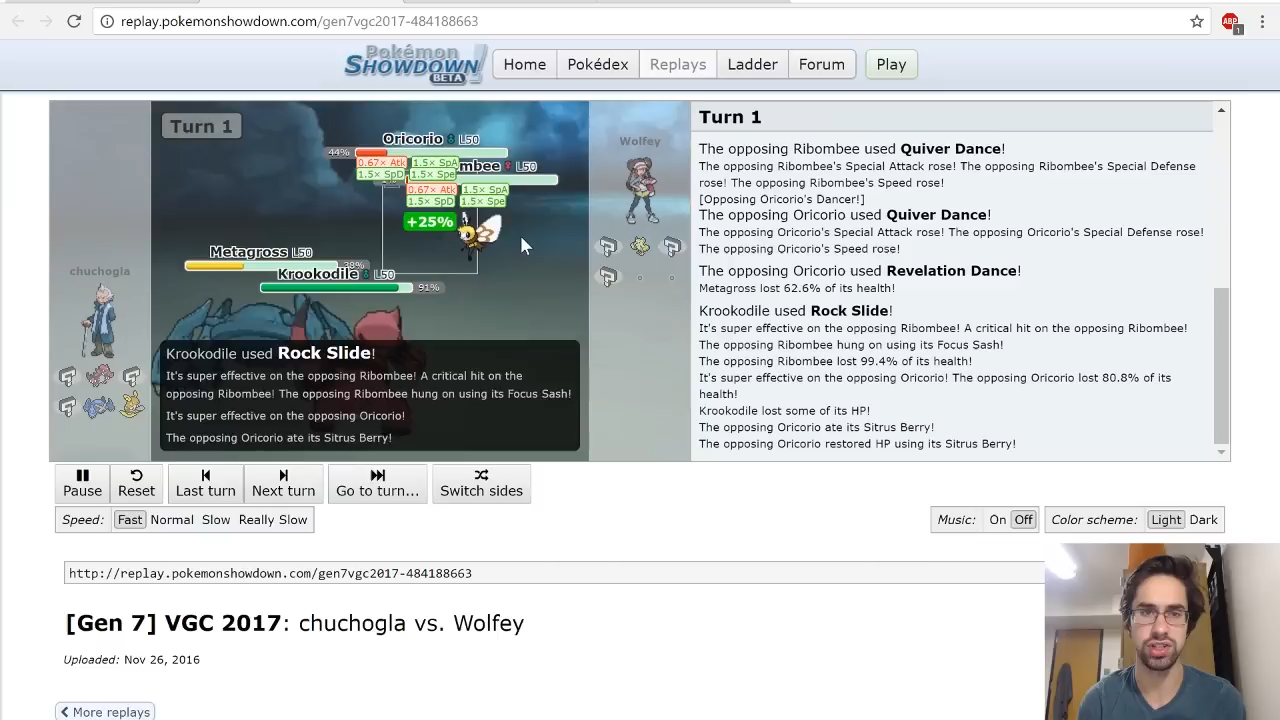 replay.pokemonshowdown.com/gen7vgc2017-484188663
ABP
1
Pokémon
SHOWDOWN!
BETA
Home
Pokédex
Replays
Ladder
Forum
Play
Turn 1
Oricorio L50
44%
0.67× Atk 1.5× SpA
1.5× SpD 1.5× Spe
mbee L50
0.67× Atk 1.5× SpA
1.5× SpD 1.5× Spe
+25%
Metagross L50
38%
Krookodile L50
91%
chuchogla
Wolfey
Krookodile used Rock Slide!
It's super effective on the opposing Ribombee! A critical hit on the
opposing Ribombee! The opposing Ribombee hung on using its Focus Sash!
It's super effective on the opposing Oricorio!
The opposing Oricorio ate its Sitrus Berry!
Turn 1
The opposing Ribombee used Quiver Dance!
The opposing Ribombee's Special Attack rose! The opposing Ribombee's Special Defense
rose! The opposing Ribombee's Speed rose!
[Opposing Oricorio's Dancer!]
The opposing Oricorio used Quiver Dance!
The opposing Oricorio's Special Attack rose! The opposing Oricorio's Special Defense rose!
The opposing Oricorio's Speed rose!
The opposing Oricorio used Revelation Dance!
Metagross lost 62.6% of its health!
Krookodile used Rock Slide!
It's super effective on the opposing Ribombee! A critical hit on the opposing Ribombee!
The opposing Ribombee hung on using its Focus Sash!
The opposing Ribombee lost 99.4% of its health!
It's super effective on the opposing Oricorio! The opposing Oricorio lost 80.8% of its
health!
Krookodile lost some of its HP!
The opposing Oricorio ate its Sitrus Berry!
The opposing Oricorio restored HP using its Sitrus Berry!
Pause
Reset
Last turn
Next turn
Go to turn...
Switch sides
Speed: Fast Normal Slow Really Slow
Music: On Off
Color scheme: Light Dark
http://replay.pokemonshowdown.com/gen7vgc2017-484188663
[Gen 7] VGC 2017: chuchogla vs. Wolfey
Uploaded: Nov 26, 2016
More replays